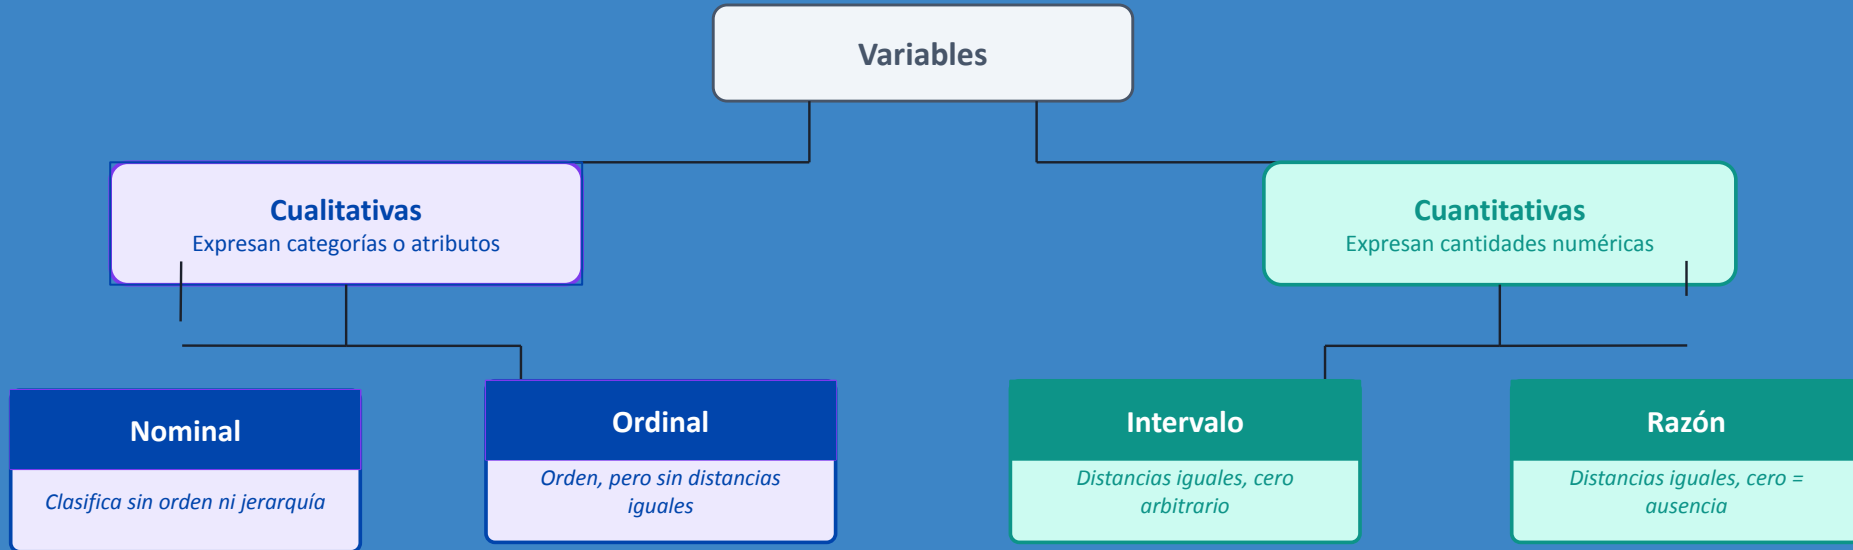 Variables
Cualitativas
Expresan categorías o atributos
Cuantitativas
Expresan cantidades numéricas
Nominal
Clasifica sin orden ni jerarquía
Ordinal
Orden, pero sin distancias
iguales
Intervalo
Distancias iguales, cero
arbitrario
Razón
Distancias iguales, cero =
ausencia